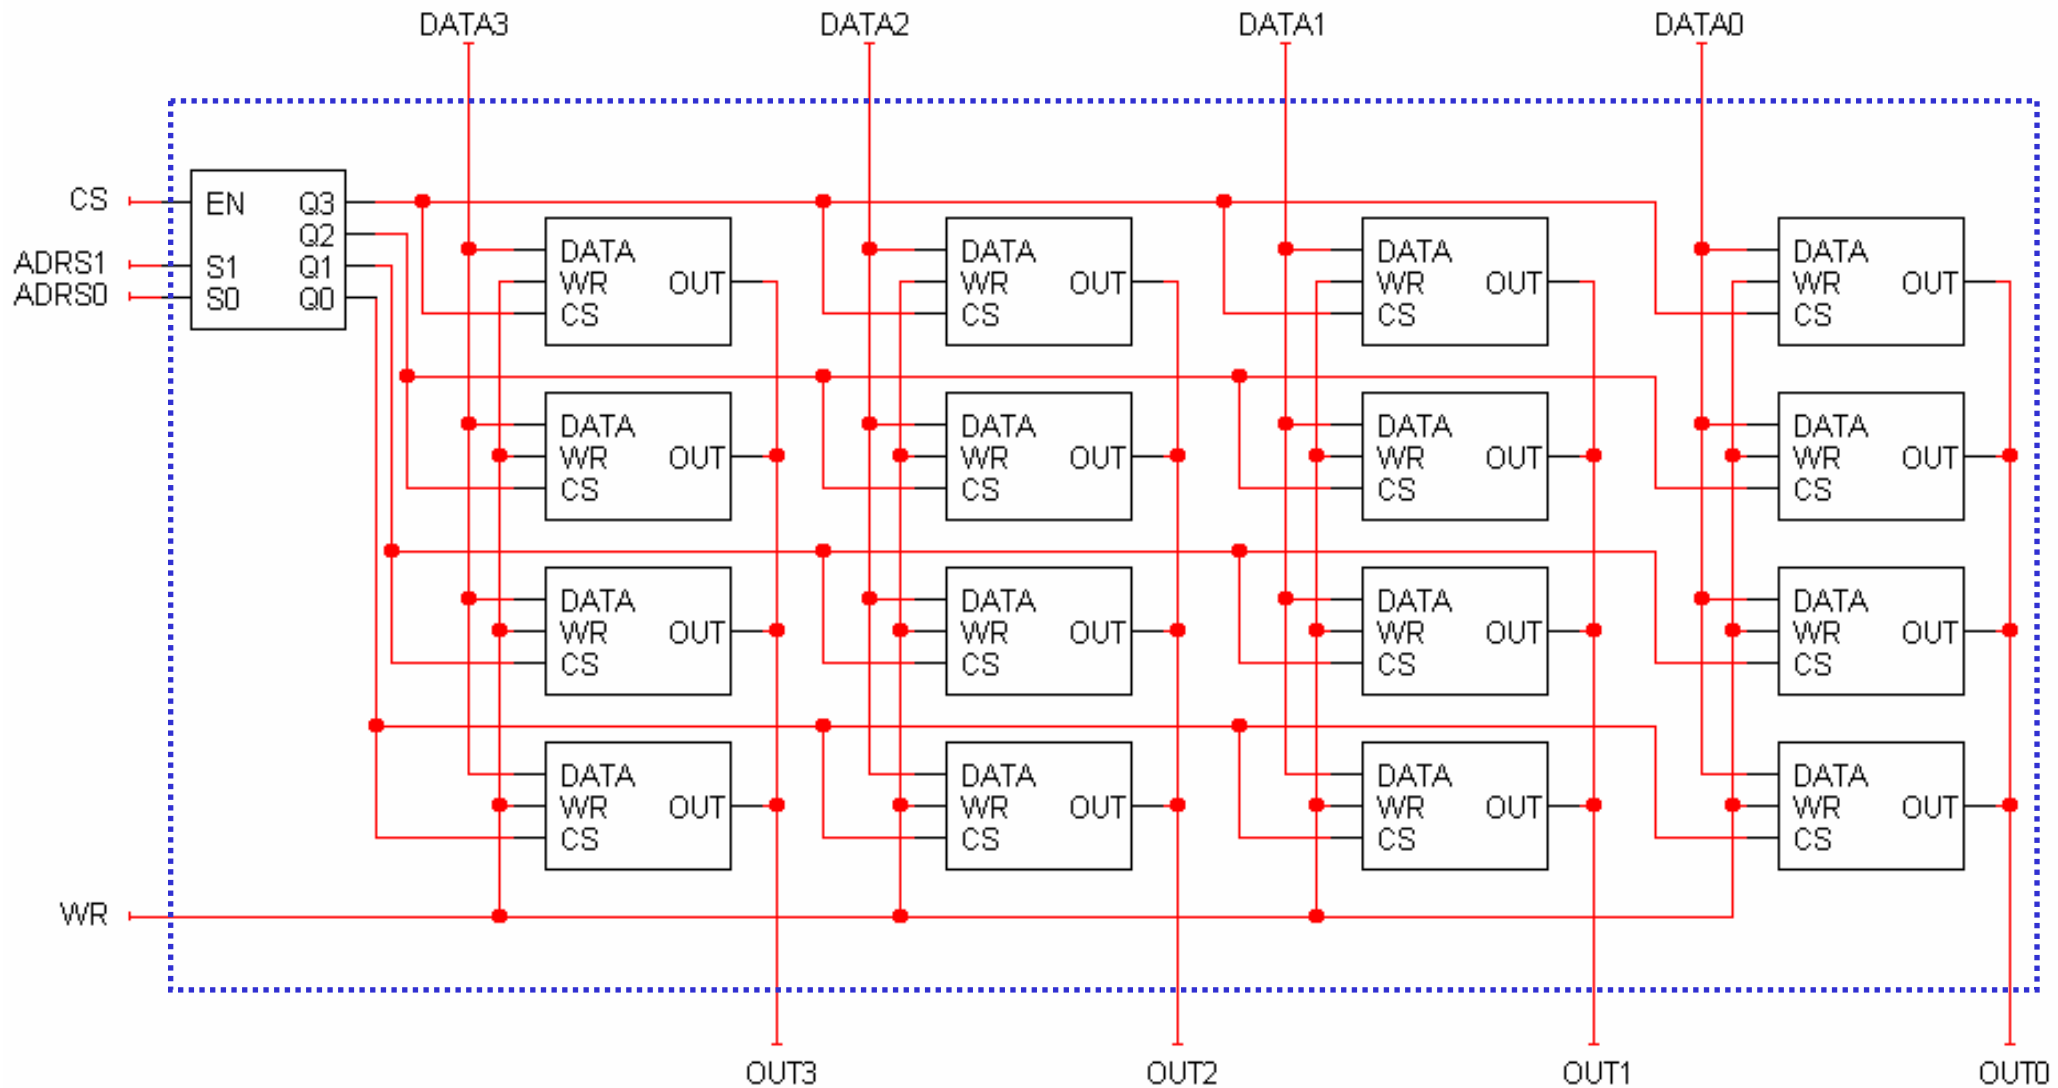 DATA3 DATA2 DATA1 DATA0
CS EN Q3
Q2
ADRS1 S1 Q1
ADRS0 S0 Q0
DATA DATA DATA DATA
WR OUT WR OUT WR OUT WR OUT
CS CS CS CS
DATA DATA DATA DATA
WR OUT WR OUT WR OUT WR OUT
CS CS CS CS
DATA DATA DATA DATA
WR OUT WR OUT WR OUT WR OUT
CS CS CS CS
DATA DATA DATA DATA
WR OUT WR OUT WR OUT WR OUT
CS CS CS CS
WR
OUT3 OUT2 OUT1 OUT0